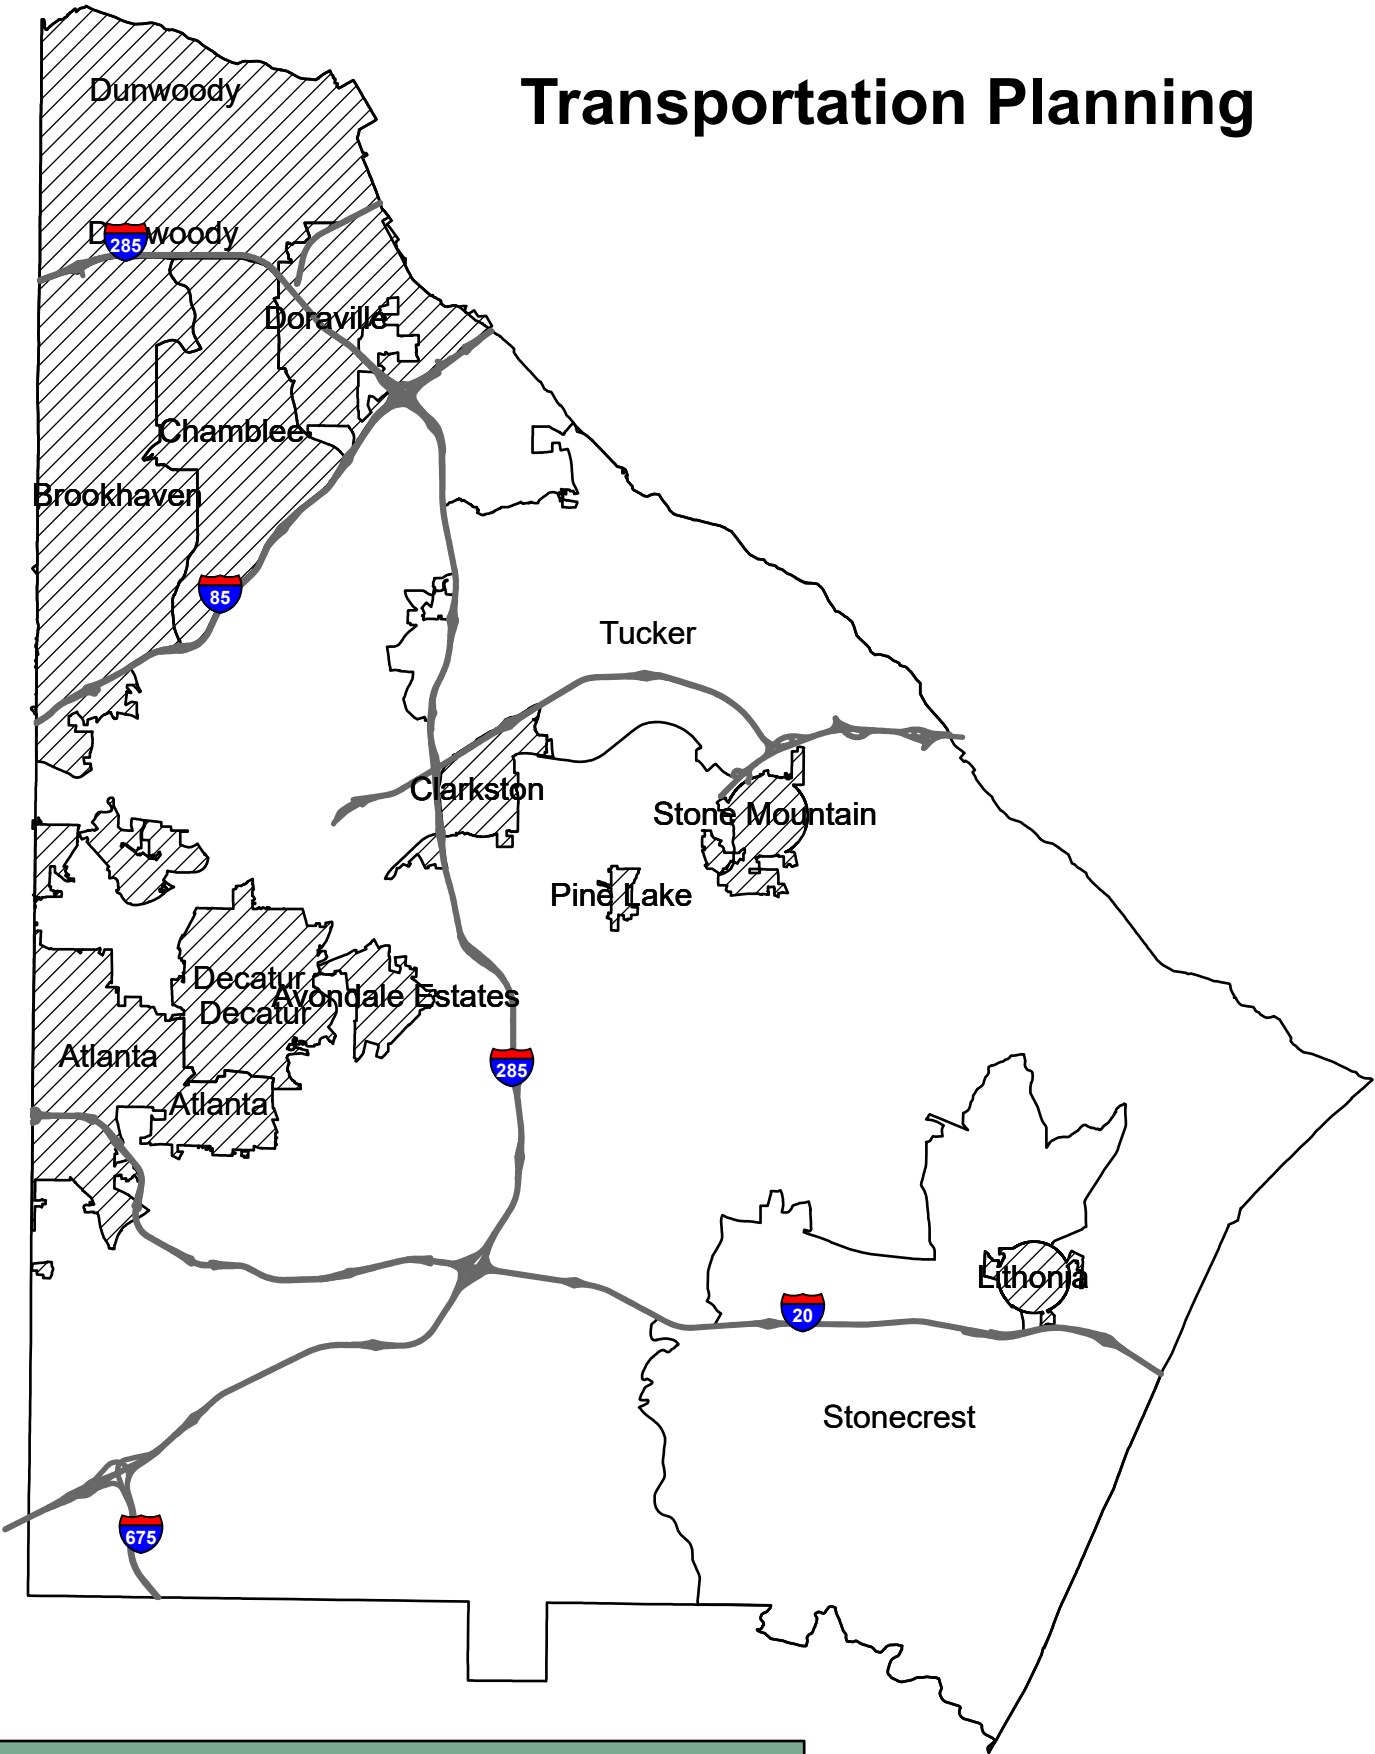 Transportation Planning
Dunwoody
Dunwoody
285
Doraville
Chamblee
Brookhaven
85
Tucker
Clarkston
Stone Mountain
Pine Lake
Decatur
Avondale Estates
Decatur
Atlanta
285
Atlanta
Lithonia
20
Stonecrest
675